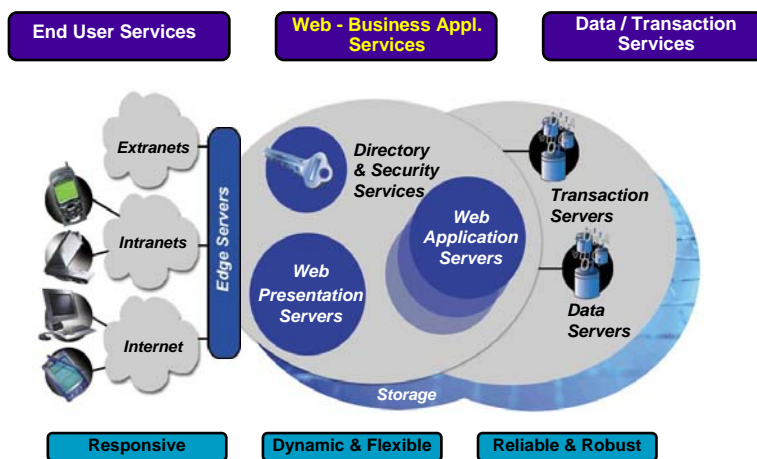 End User Services
Web - Business Appl.
Services
Data / Transaction
Services
Extranets
Intranets
Internet
Edge Servers
Directory
& Security
Services
Web
Application
Servers
Web
Presentation
Servers
Transaction
Servers
Data
Servers
Storage
Responsive
Dynamic & Flexible
Reliable & Robust